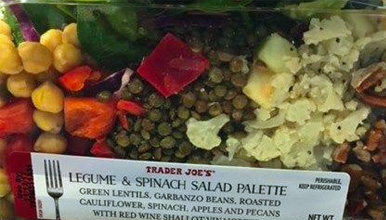 TRADER JOE'S
LEGUME & SPINACH SALAD PALETTE
GREEN LENTILS, GARBANZO BEANS, ROASTED
CAULIFLOWER, SPINACH, APPLES AND PECANS
WITH RED WINE SHALLOT
PERISHABLE,
KEEP REFRIGERATED
NET WT